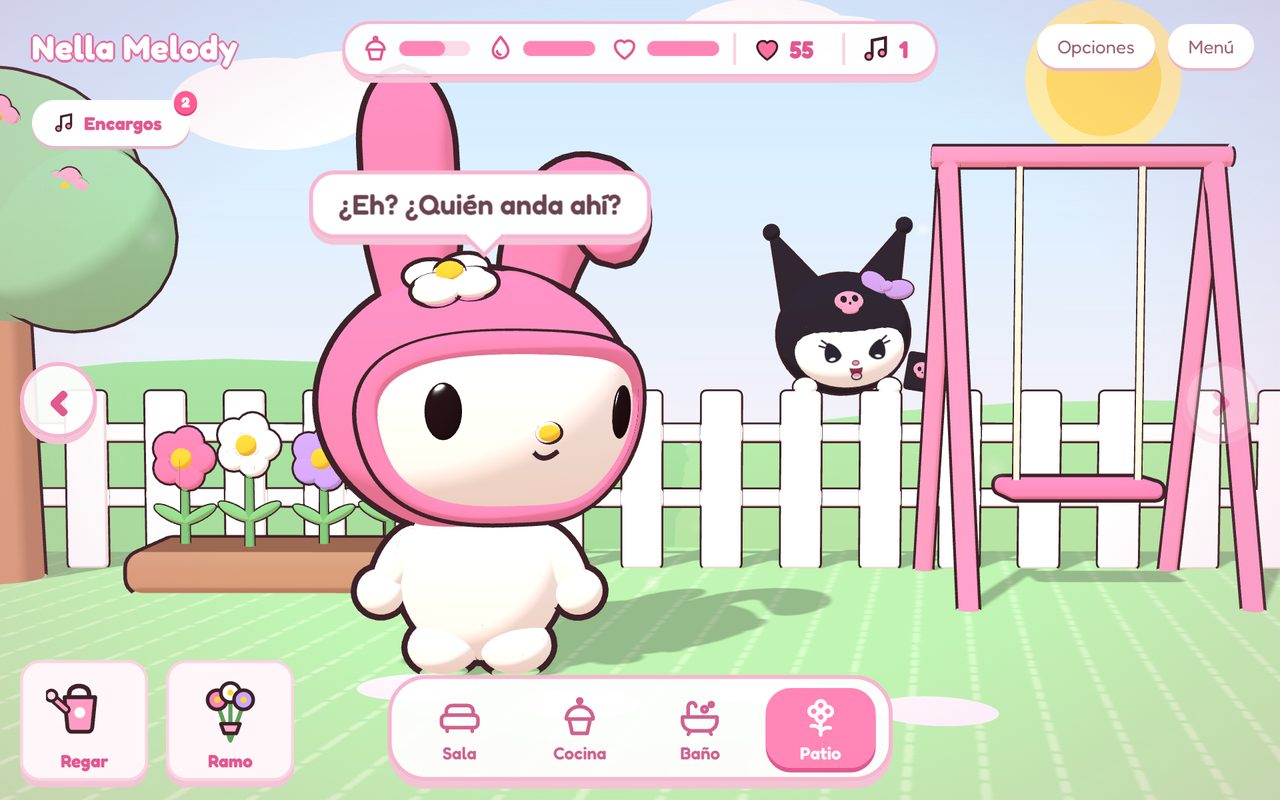 Nella Melody
55
1
Opciones
Menú
Encargos
2
¿Eh? ¿Quién anda ahí?
Regar
Ramo
Sala
Cocina
Baño
Patio